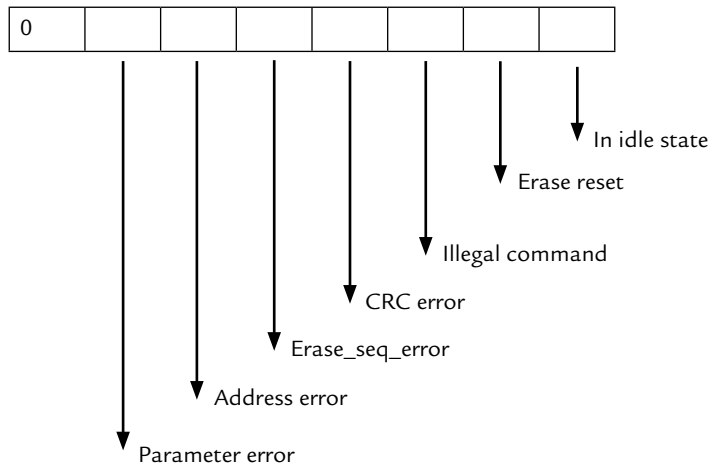 0
In idle state
Erase reset
Illegal command
CRC error
Erase_seq_error
Address error
Parameter error